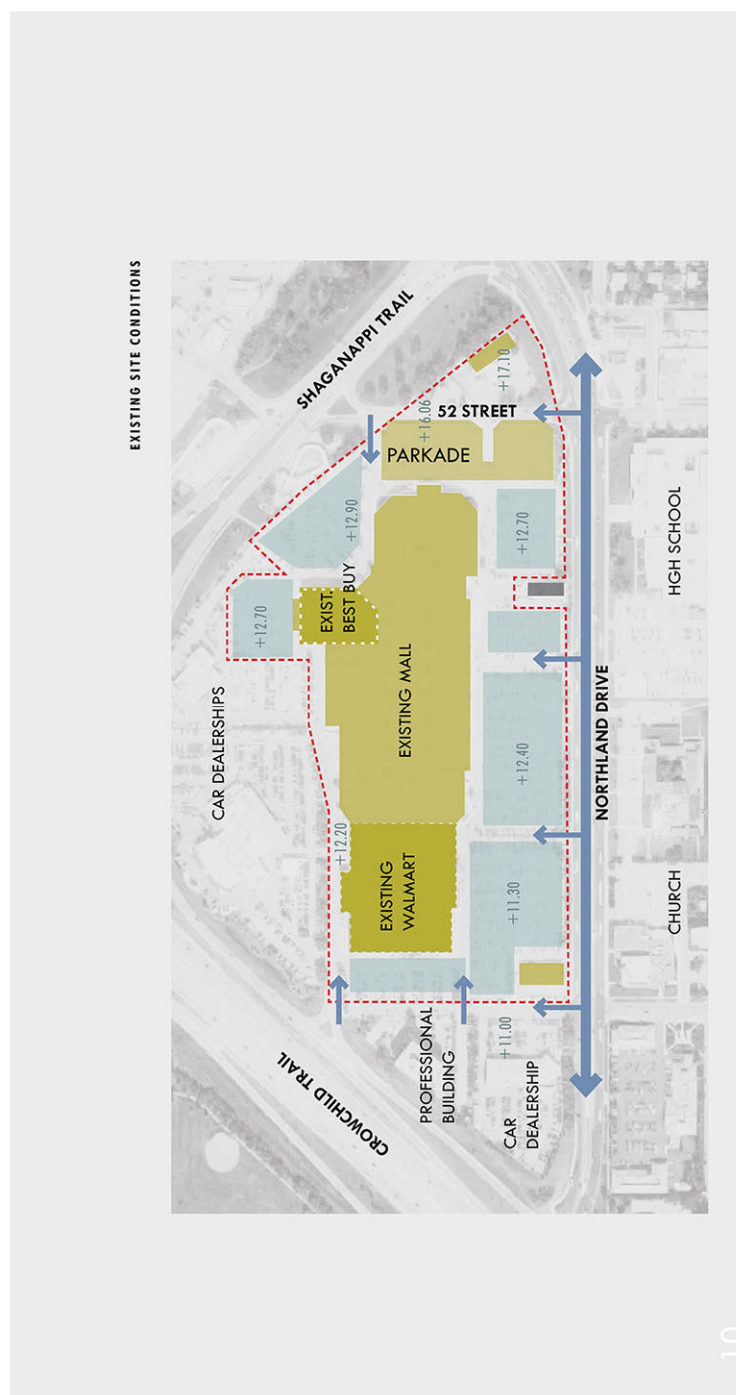 EXISTING SITE CONDITIONS
SHAGANAPPI TRAIL
CROWCHILD TRAIL
CAR DEALERSHIPS
+12.70
+12.90
EXIST.
BEST BUY
+16.06
52 STREET
+17.10
PARKADE
+12.20
EXISTING
WALMART
EXISTING MALL
+12.70
PROFESSIONAL
BUILDING
+11.00
CAR
DEALERSHIP
+11.30
+12.40
NORTHLAND DRIVE
CHURCH
HGH SCHOOL
10